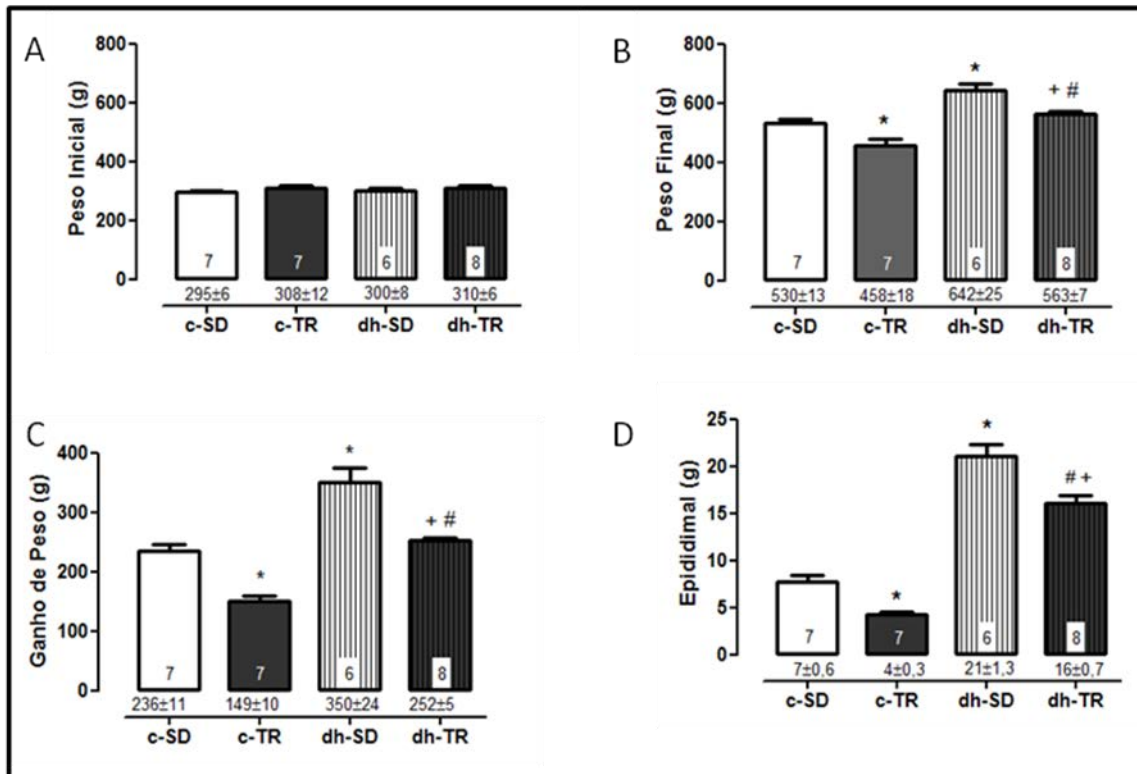 A
Peso Inicial (g)
800
600
400
200
0
7 7 6 8
295±6 308±12 300±8 310±6
c-SD c-TR dh-SD dh-TR
B
Peso Final (g)
800
600
400
200
0
* * + #
7 7 6 8
530±13 458±18 642±25 563±7
c-SD c-TR dh-SD dh-TR
C
Ganho de Peso (g)
400
300
200
100
0
* * + #
7 7 6 8
236±11 149±10 350±24 252±5
c-SD c-TR dh-SD dh-TR
D
Epididimal (g)
25
20
15
10
5
0
* * # +
7 7 6 8
7±0,6 4±0,3 21±1,3 16±0,7
c-SD c-TR dh-SD dh-TR